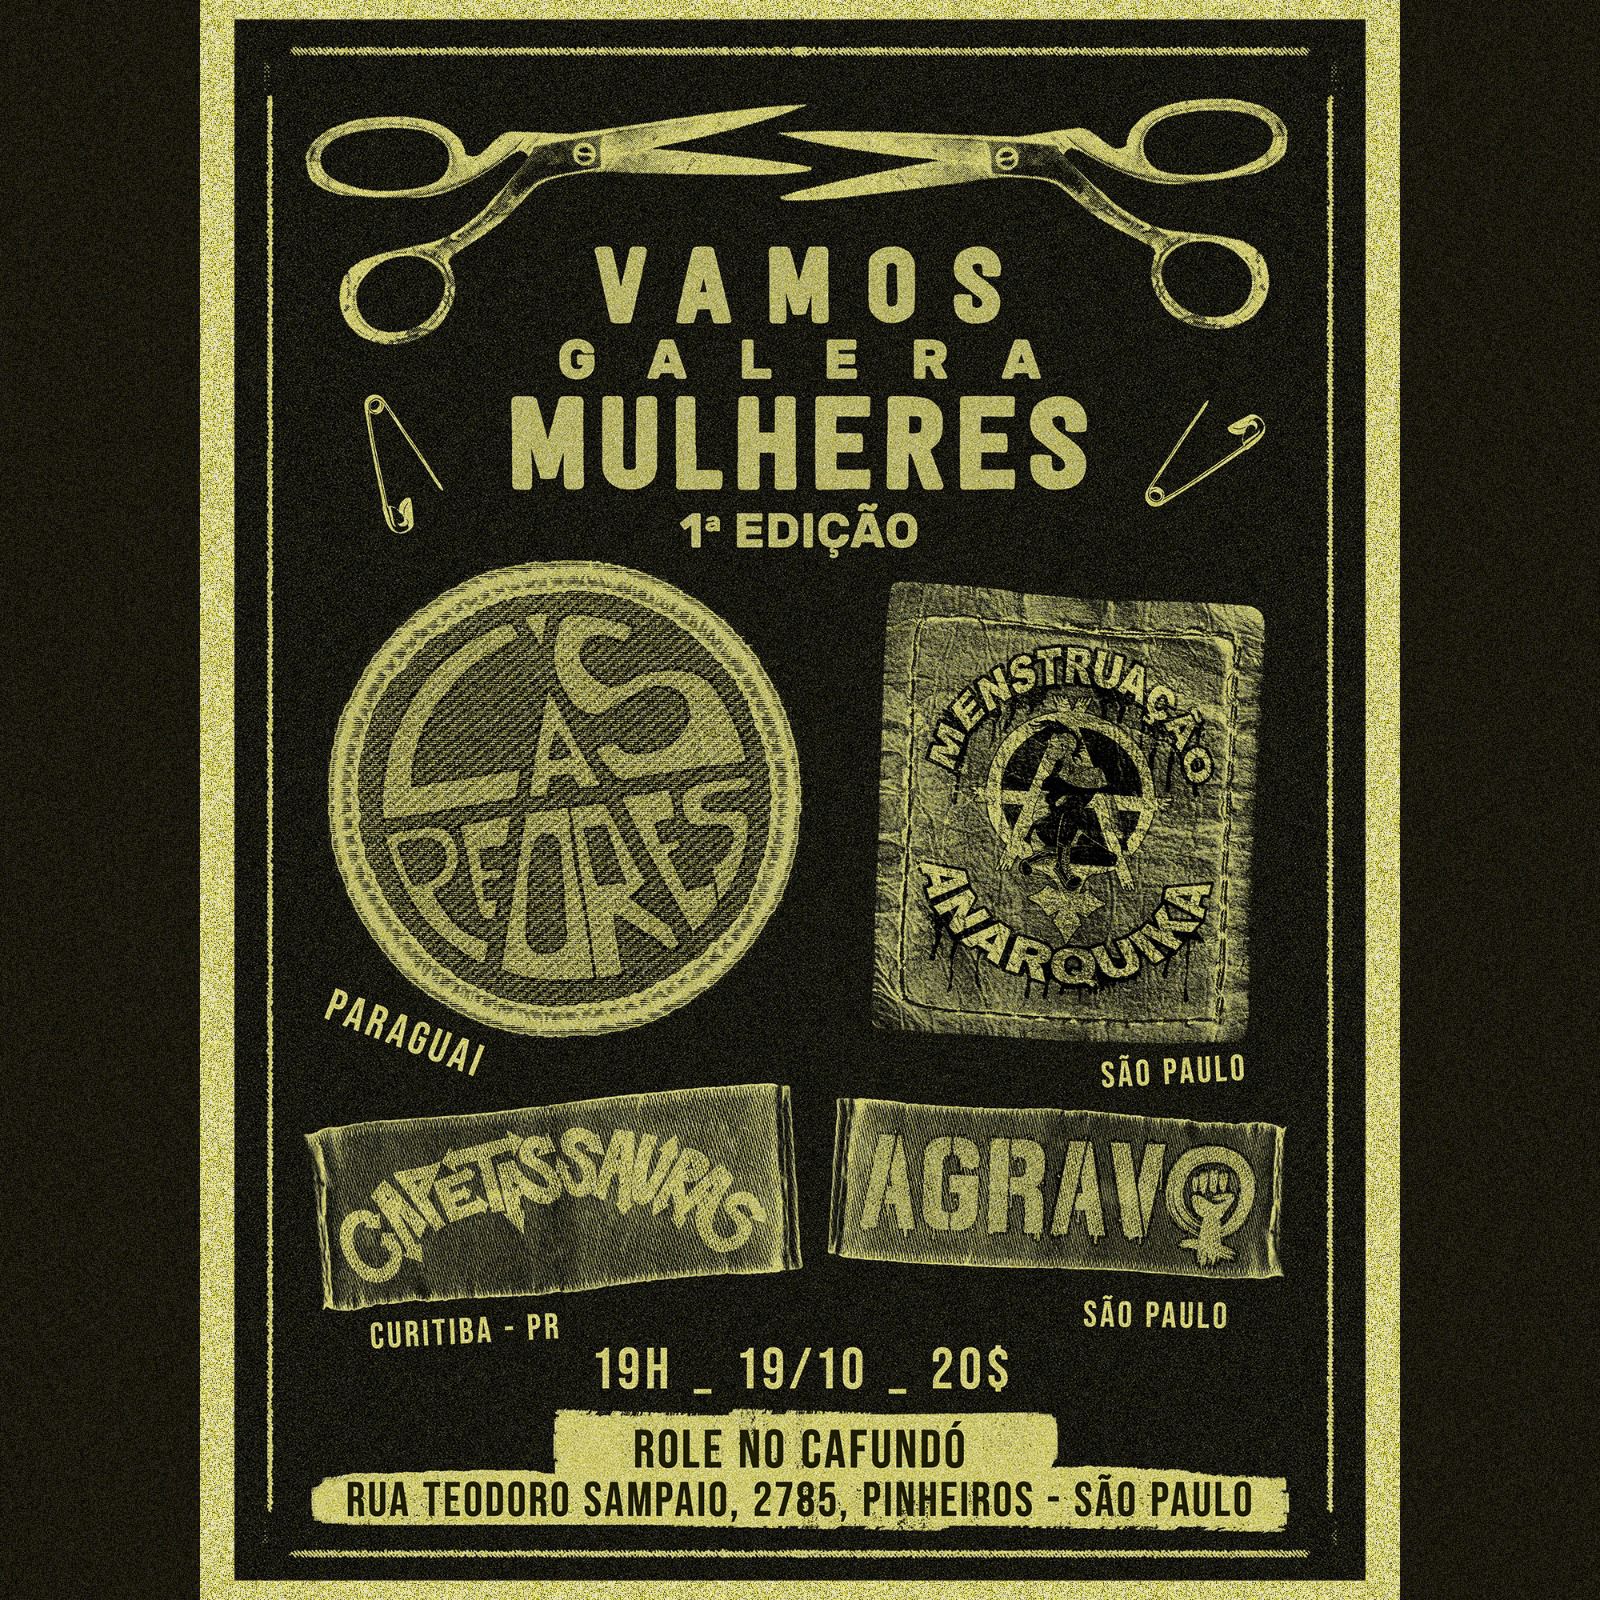 VAMOS
GALERA
MULHERES
1ª EDIÇÃO
LAS
PEORES
PARAGUAI
MENSTRUAÇÃO
ANARQUIKA
SÃO PAULO
CAPETASSAURAS
CURITIBA - PR
AGRAVO
SÃO PAULO
19H _ 19/10 _ 20$
ROLE NO CAFUNDÓ
RUA TEODORO SAMPAIO, 2785, PINHEIROS - SÃO PAULO